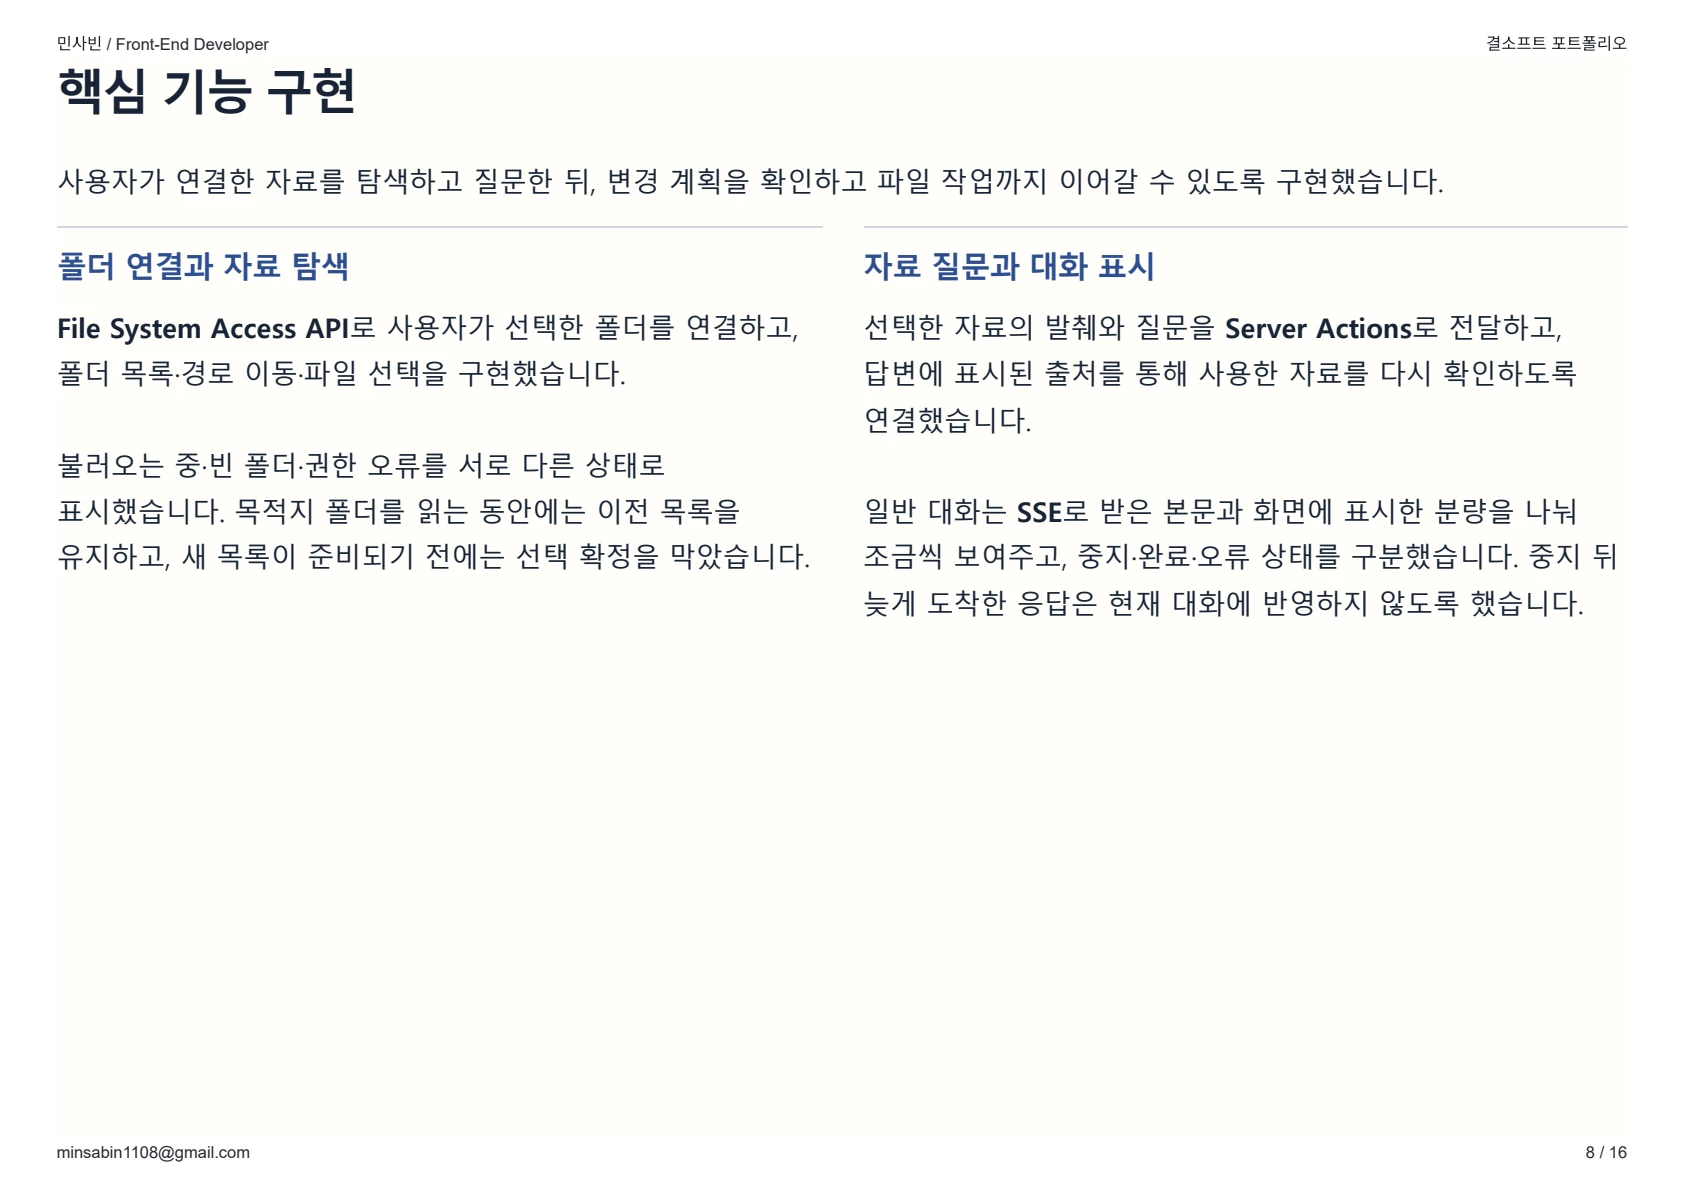 민사빈 / Front-End Developer
결소프트 포트폴리오
핵심 기능 구현
사용자가 연결한 자료를 탐색하고 질문한 뒤, 변경 계획을 확인하고 파일 작업까지 이어갈 수 있도록 구현했습니다.
폴더 연결과 자료 탐색
File System Access API로 사용자가 선택한 폴더를 연결하고,
폴더 목록·경로 이동·파일 선택을 구현했습니다.
불러오는 중·빈 폴더·권한 오류를 서로 다른 상태로
표시했습니다. 목적지 폴더를 읽는 동안에는 이전 목록을
유지하고, 새 목록이 준비되기 전에는 선택 확정을 막았습니다.
자료 질문과 대화 표시
선택한 자료의 발췌와 질문을 Server Actions로 전달하고,
답변에 표시된 출처를 통해 사용한 자료를 다시 확인하도록
연결했습니다.
일반 대화는 SSE로 받은 본문과 화면에 표시한 분량을 나눠
조금씩 보여주고, 중지·완료·오류 상태를 구분했습니다. 중지 뒤
늦게 도착한 응답은 현재 대화에 반영하지 않도록 했습니다.
minsabin1108@gmail.com
8 / 16